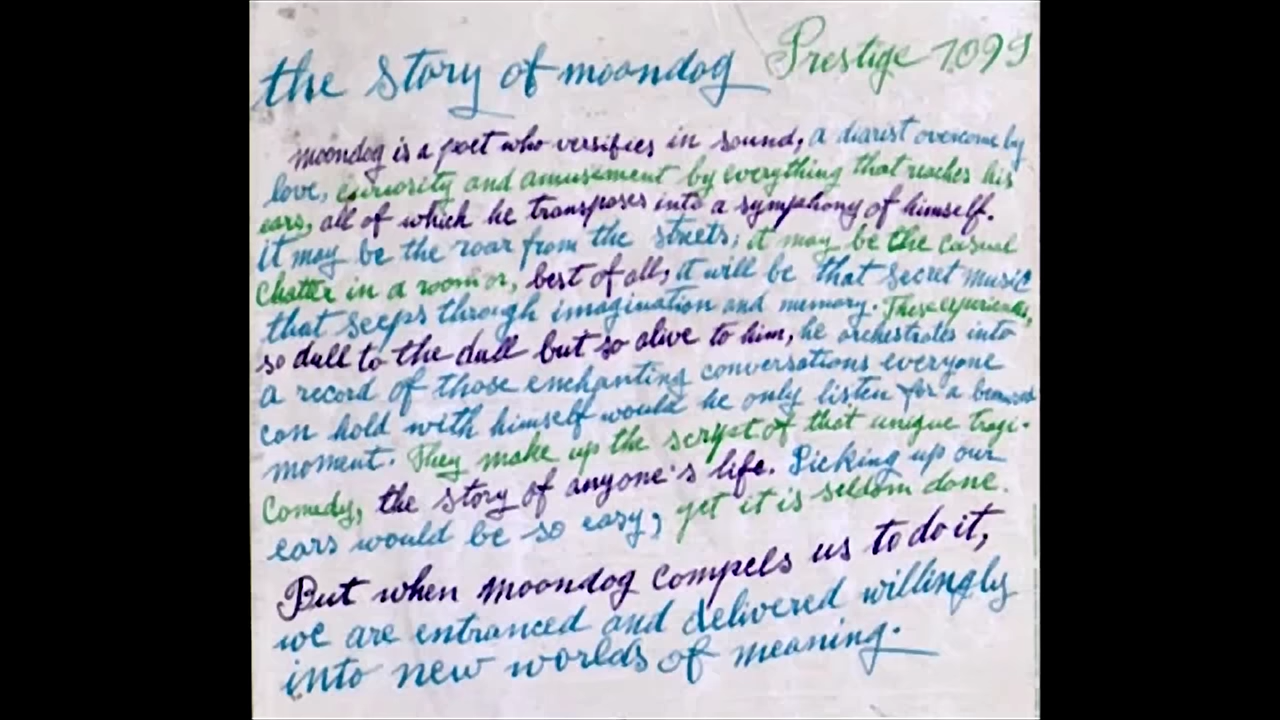 the story of moondog Prestige 7099
moondog is a poet who versifies in sound, a diarist overcome by
love, curiosity and amusement by everything that reaches his
ears, all of which he transposes into a symphony of himself.
it may be the roar from the streets; it may be the casual
chatter in a room or, best of all, it will be that secret music
that seeps through imagination and memory. These experiences,
so dull to the dull but so alive to him, he orchestrates into
a record of those enchanting conversations everyone
can hold with himself would he only listen for a
moment. They make up the script of that unique tragi-
comedy, the story of anyone's life. Picking up our
ears would be so easy, yet it is seldom done.
But when moondog compels us to do it,
we are entranced and delivered willingly
into new worlds of meaning.